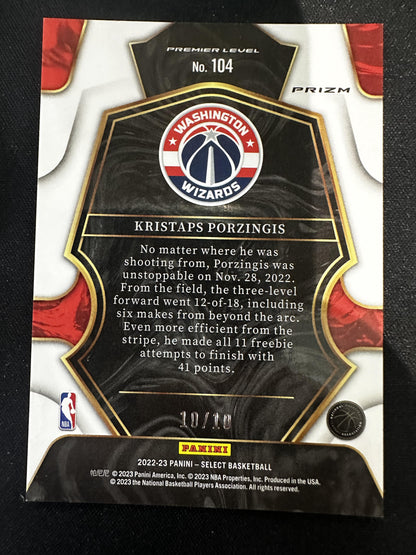 PREMIER LEVEL
No. 104
PRIZM
WASHINGTON
WIZARDS
KRISTAPS PORZINGIS
No matter where he was
shooting from, Porzingis was
unstoppable on Nov. 28, 2022.
From the field, the three-level
forward went 12-of-18, including
six makes from beyond the arc.
Even more efficient from the
stripe, he made all 11 freebie
attempts to finish with
41 points.
10/10
NBA
PANINI
2022-23 PANINI – SELECT BASKETBALL
帕尼尼 © 2023 Panini America, Inc. © 2023 NBA Properties, Inc. Produced in the USA.
© 2023 the National Basketball Players Association. All rights reserved.